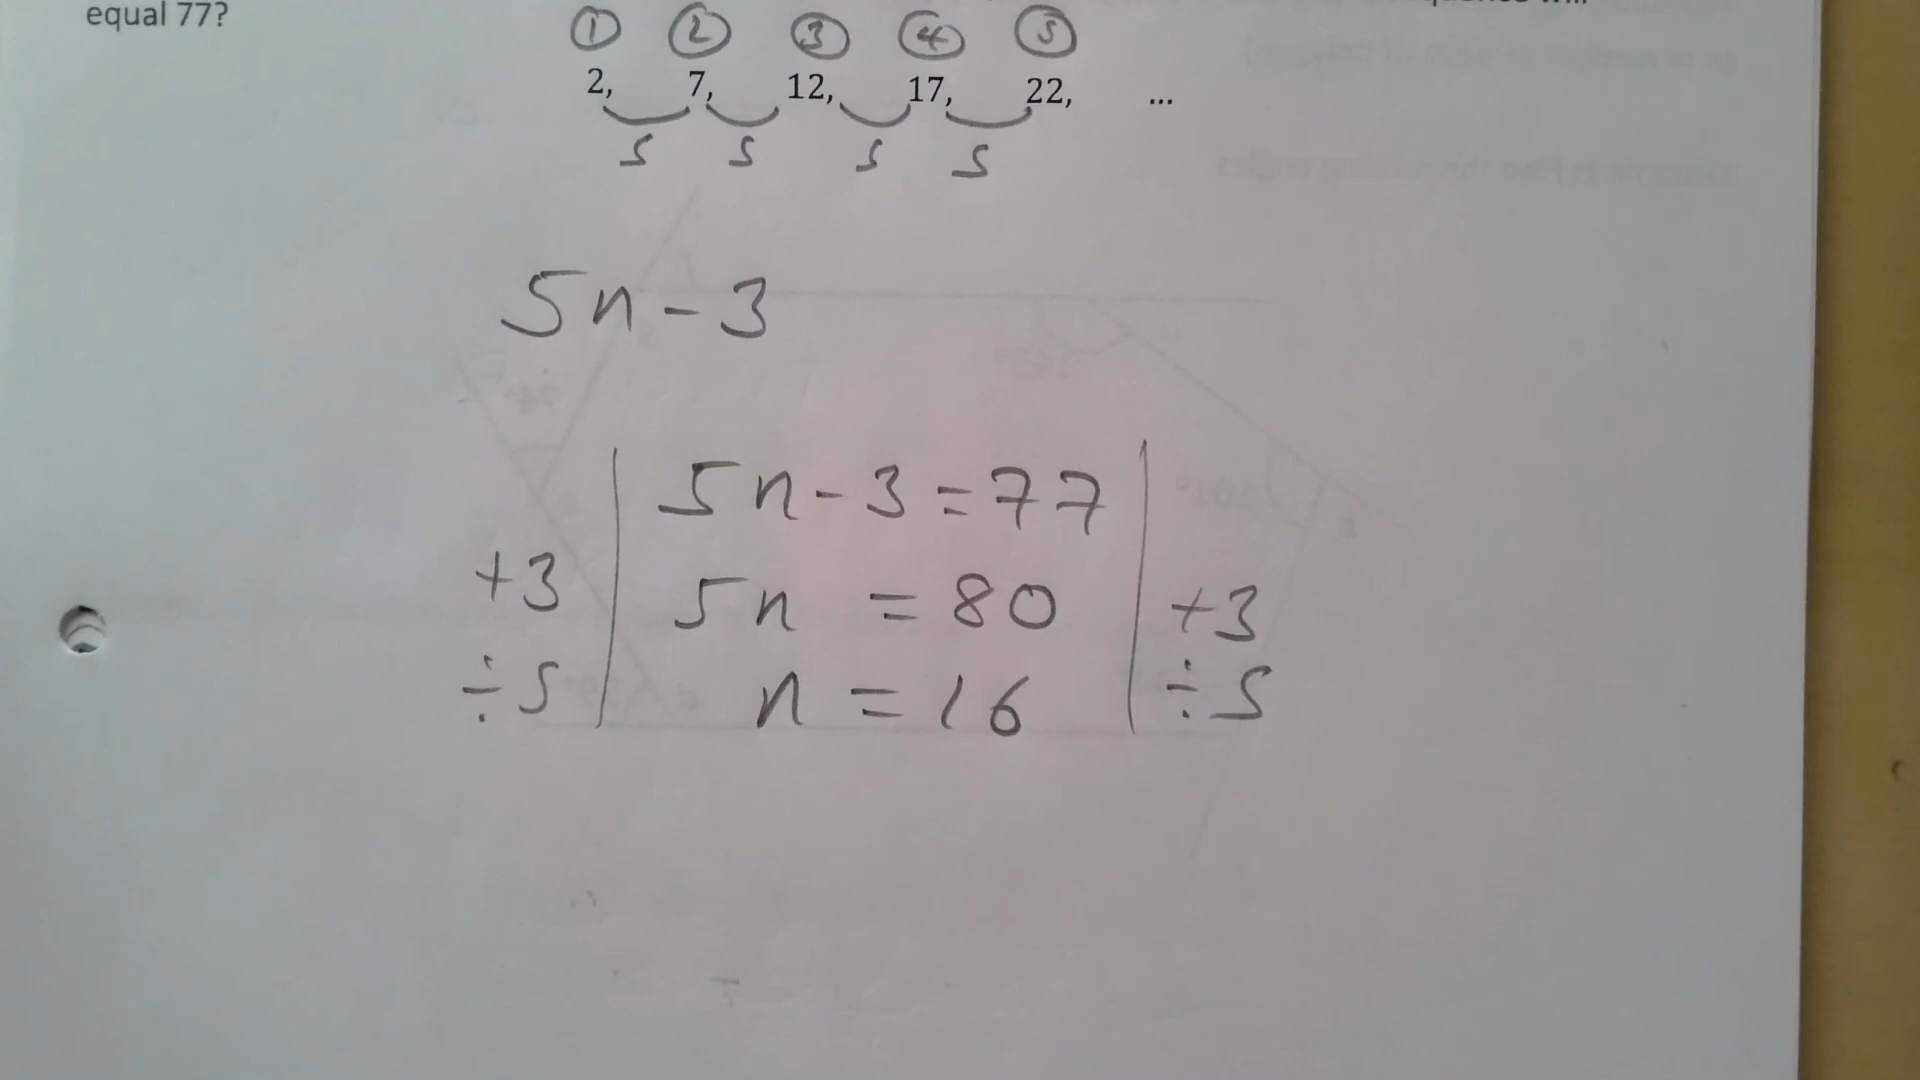 equal 77?
① ② ③ ④ ⑤
2, 7, 12, 17, 22, ...
5 5 5 5
5n - 3
5n - 3 = 77
+3 5n = 80 +3
÷5 n = 16 ÷5